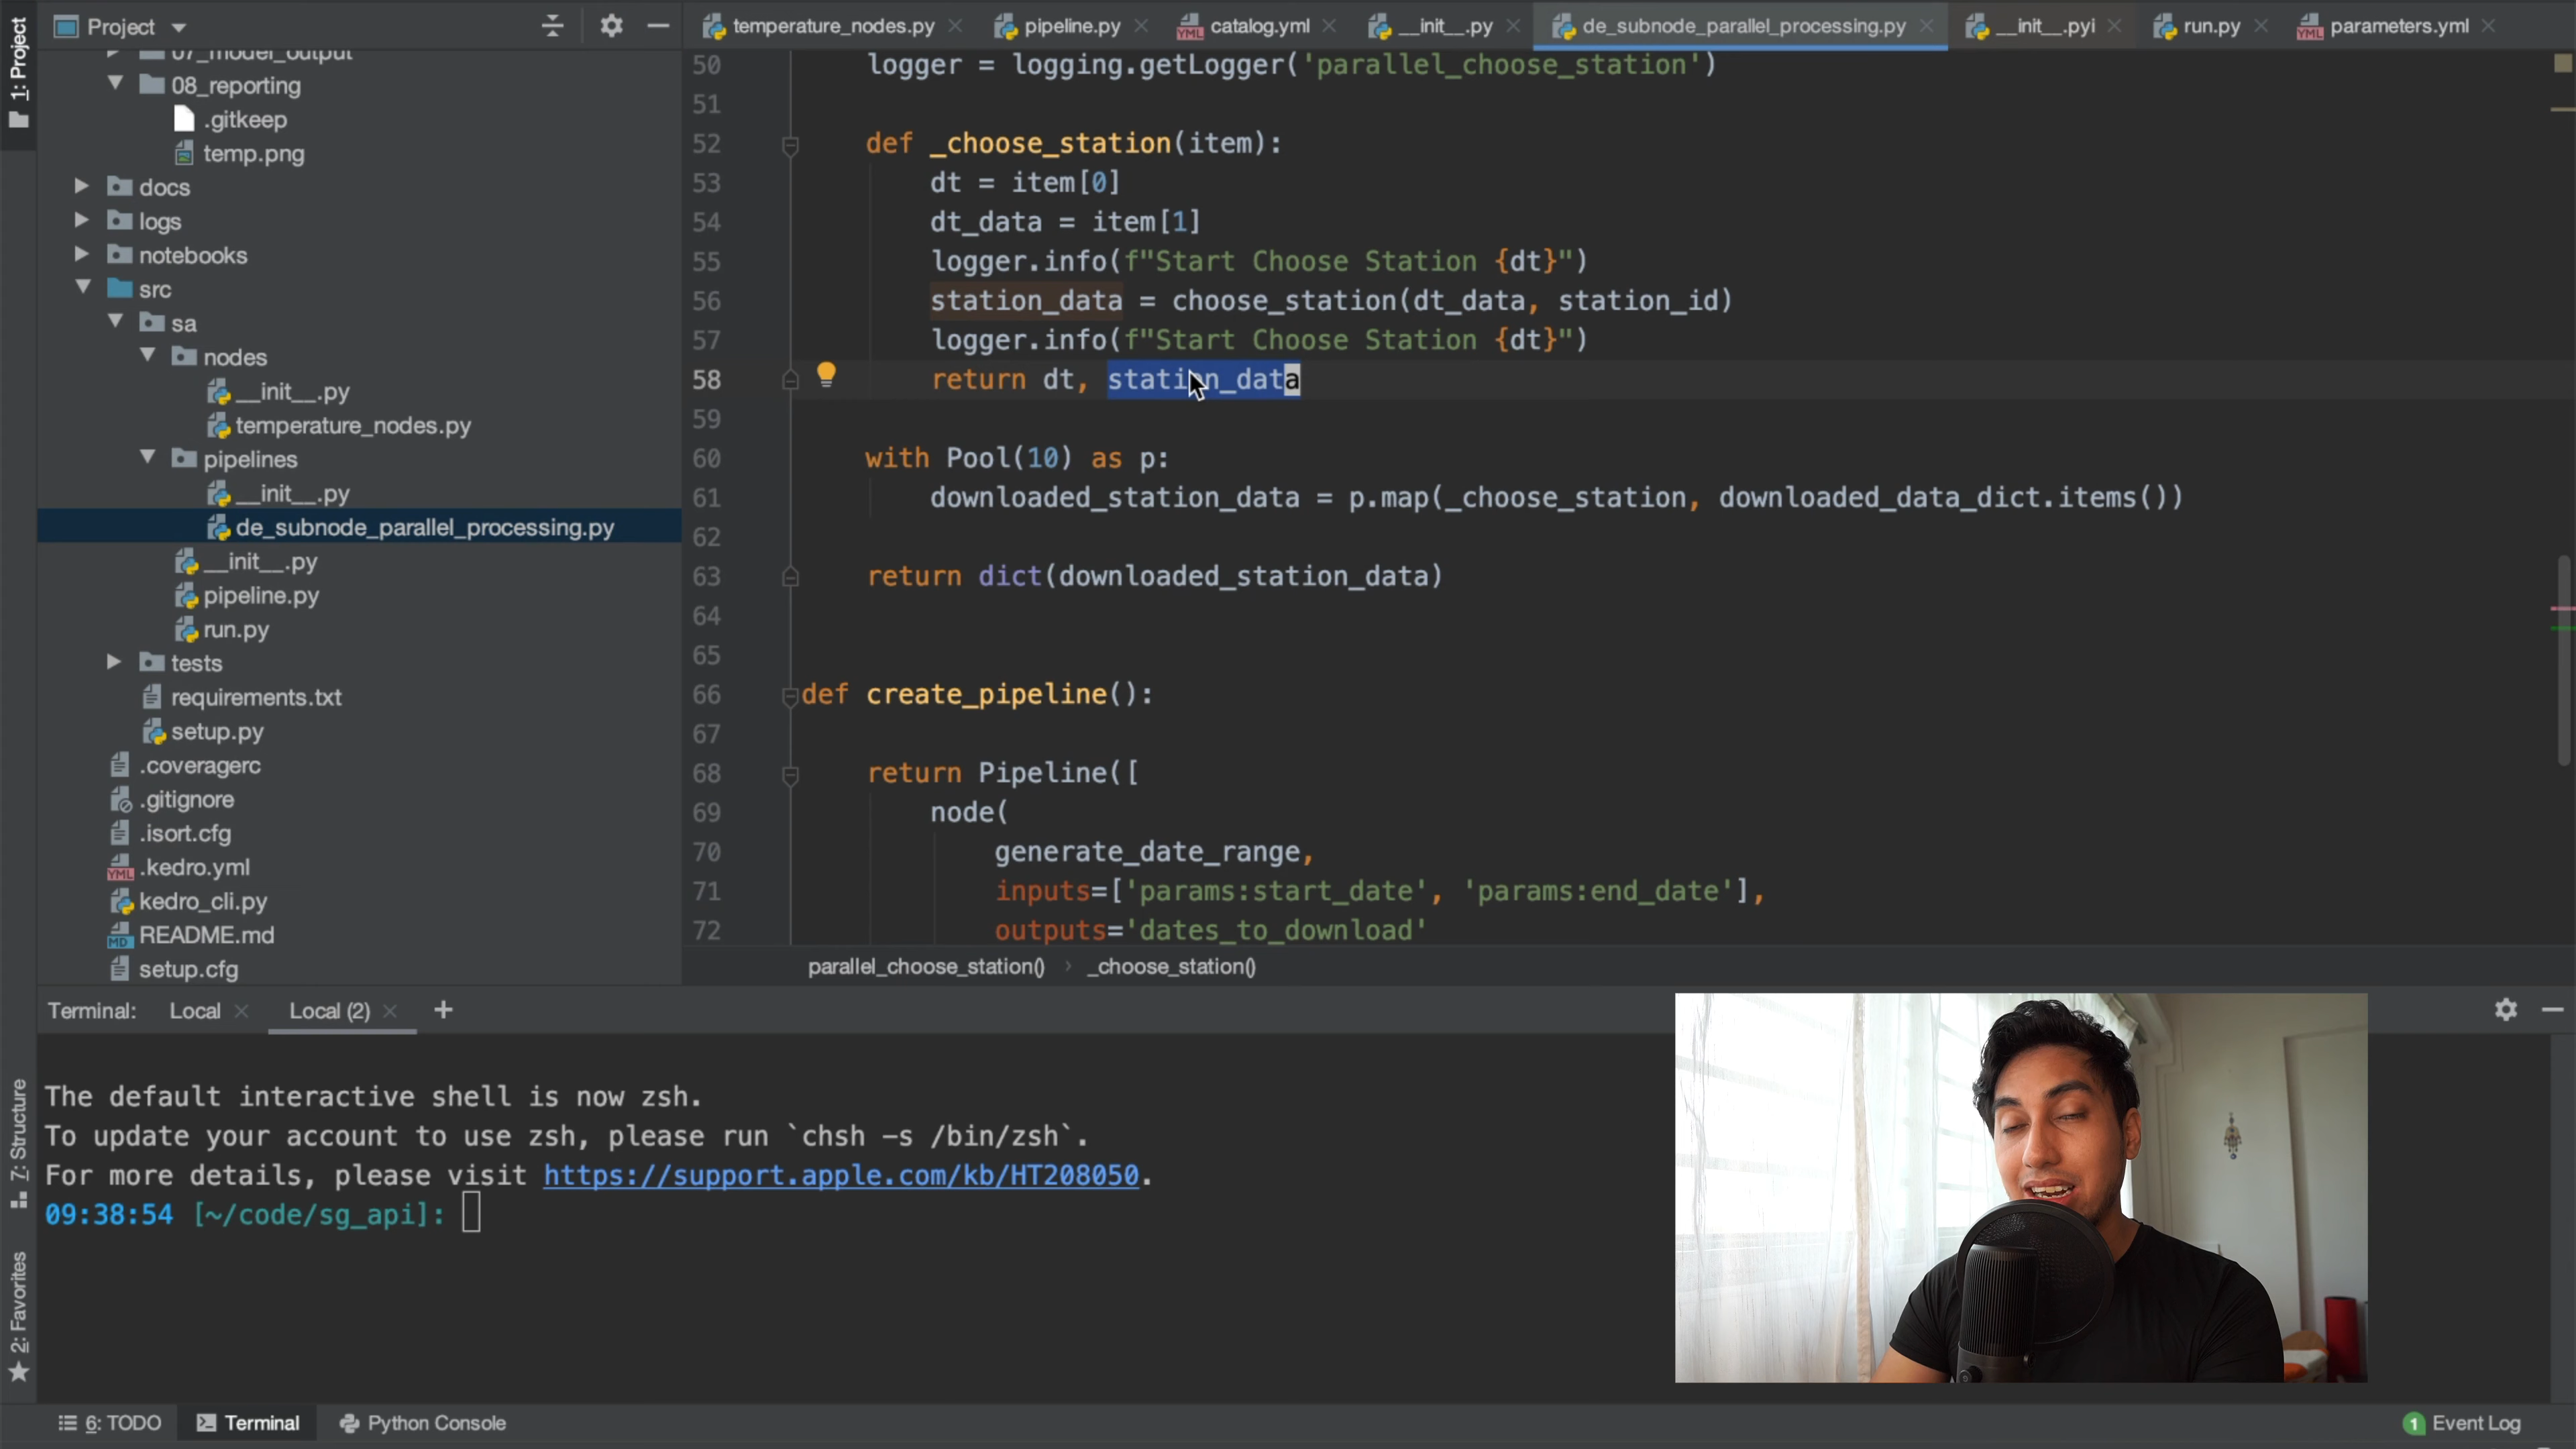 1: Project
Project
temperature_nodes.py
pipeline.py
catalog.yml
__init__.py
de_subnode_parallel_processing.py
__init__.pyi
run.py
parameters.yml
07_model_output
08_reporting
.gitkeep
temp.png
docs
logs
notebooks
src
sa
nodes
__init__.py
temperature_nodes.py
pipelines
__init__.py
de_subnode_parallel_processing.py
__init__.py
pipeline.py
run.py
tests
requirements.txt
setup.py
.coveragerc
.gitignore
.isort.cfg
.kedro.yml
kedro_cli.py
README.md
setup.cfg
50 logger = logging.getLogger('parallel_choose_station')
51
52 def _choose_station(item):
53 dt = item[0]
54 dt_data = item[1]
55 logger.info(f"Start Choose Station {dt}")
56 station_data = choose_station(dt_data, station_id)
57 logger.info(f"Start Choose Station {dt}")
58 return dt, station_data
59
60 with Pool(10) as p:
61 downloaded_station_data = p.map(_choose_station, downloaded_data_dict.items())
62
63 return dict(downloaded_station_data)
64
65
66 def create_pipeline():
67
68 return Pipeline([
69 node(
70 generate_date_range,
71 inputs=['params:start_date', 'params:end_date'],
72 outputs='dates_to_download'
parallel_choose_station() › _choose_station()
Terminal: Local Local (2) +
The default interactive shell is now zsh.
To update your account to use zsh, please run `chsh -s /bin/zsh`.
For more details, please visit https://support.apple.com/kb/HT208050.
09:38:54 [~/code/sg_api]:
7: Structure
2: Favorites
6: TODO
Terminal
Python Console
1 Event Log